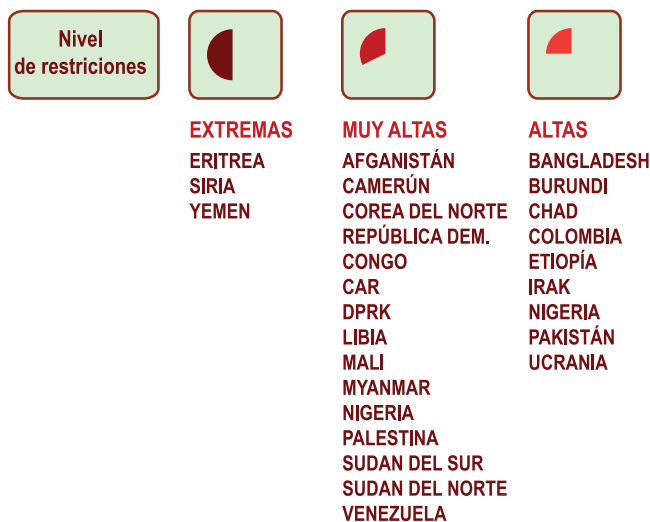 Nivel
de restriciones
EXTREMAS
ERITREA
SIRIA
YEMEN
MUY ALTAS
AFGANISTÁN
CAMERÚN
COREA DEL NORTE
REPÚBLICA DEM.
CONGO
CAR
DPRK
LIBIA
MALI
MYANMAR
NIGERIA
PALESTINA
SUDAN DEL SUR
SUDAN DEL NORTE
VENEZUELA
ALTAS
BANGLADESH
BURUNDI
CHAD
COLOMBIA
ETIOPÍA
IRAK
NIGERIA
PAKISTÁN
UCRANIA